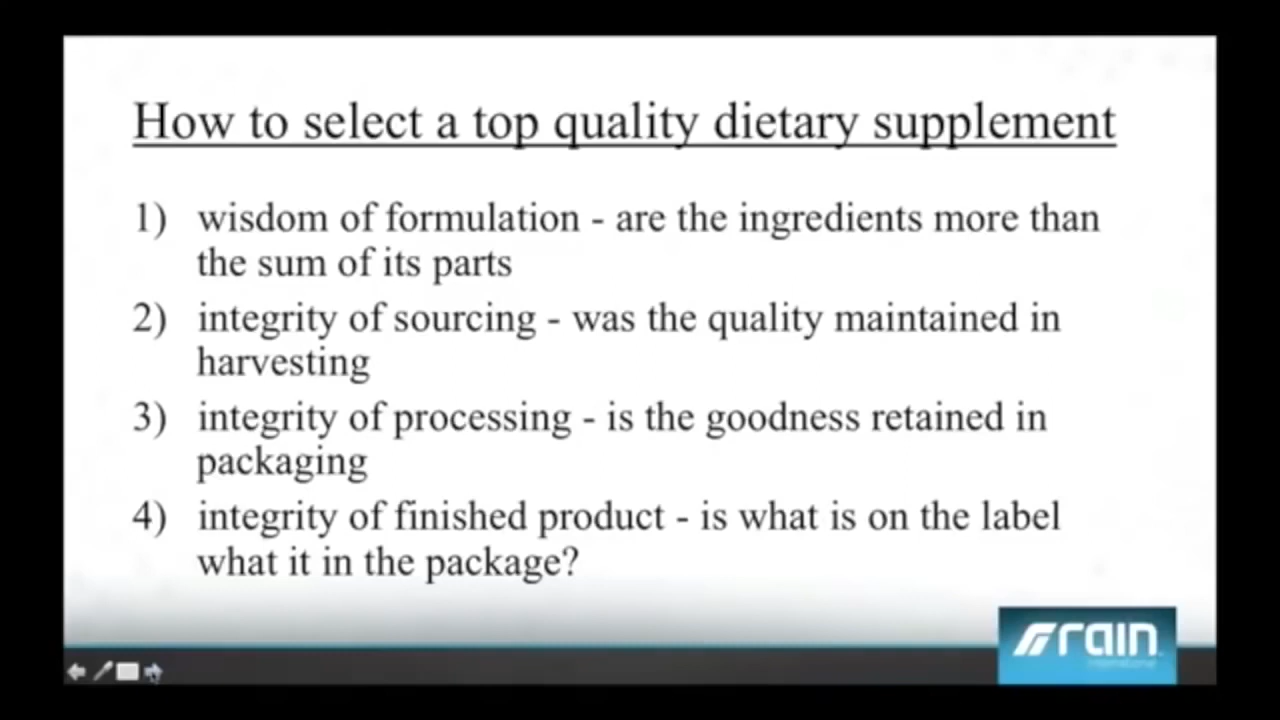 How to select a top quality dietary supplement
1) wisdom of formulation - are the ingredients more than
the sum of its parts
2) integrity of sourcing - was the quality maintained in
harvesting
3) integrity of processing - is the goodness retained in
packaging
4) integrity of finished product - is what is on the label
what it in the package?
rain
international